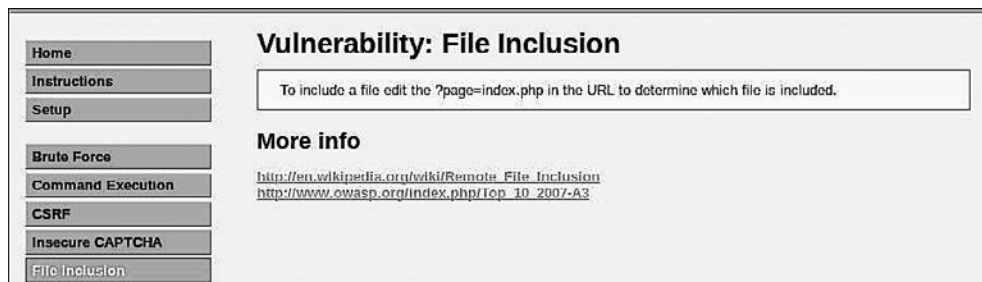 Home
Instructions
Setup
Brute Force
Command Execution
CSRF
Insecure CAPTCHA
File Inclusion
Vulnerability: File Inclusion
To include a file edit the ?page=index.php in the URL to determine which file is included.
More info
http://en.wikipedia.org/wiki/Remote_File_Inclusion
http://www.owasp.org/index.php/Top_10_2007-A3